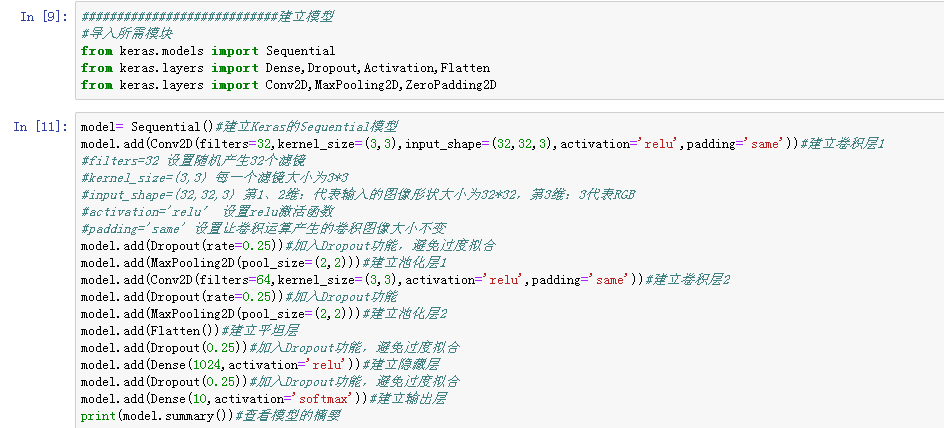 In [9]:
###########################建立模型
#导入所需模块
from keras.models import Sequential
from keras.layers import Dense,Dropout,Activation,Flatten
from keras.layers import Conv2D,MaxPooling2D,ZeroPadding2D
In [11]:
model= Sequential()#建立Keras的Sequential模型
model.add(Conv2D(filters=32,kernel_size=(3,3),input_shape=(32,32,3),activation='relu',padding='same'))#建立卷积层1
#filters=32 设置随机产生32个滤镜
#kernel_size=(3,3) 每一个滤镜大小为3*3
#input_shape=(32,32,3) 第1、2维：代表输入的图像形状大小为32*32，第3维：3代表RGB
#activation='relu'  设置relu激活函数
#padding='same' 设置让卷积运算产生的卷积图像大小不变
model.add(Dropout(rate=0.25))#加入Dropout功能，避免过度拟合
model.add(MaxPooling2D(pool_size=(2,2)))#建立池化层1
model.add(Conv2D(filters=64,kernel_size=(3,3),activation='relu',padding='same'))#建立卷积层2
model.add(Dropout(rate=0.25))#加入Dropout功能
model.add(MaxPooling2D(pool_size=(2,2)))#建立池化层2
model.add(Flatten())#建立平坦层
model.add(Dropout(0.25))#加入Dropout功能，避免过度拟合
model.add(Dense(1024,activation='relu'))#建立隐藏层
model.add(Dropout(0.25))#加入Dropout功能，避免过度拟合
model.add(Dense(10,activation='softmax'))#建立输出层
print(model.summary())#查看模型的摘要